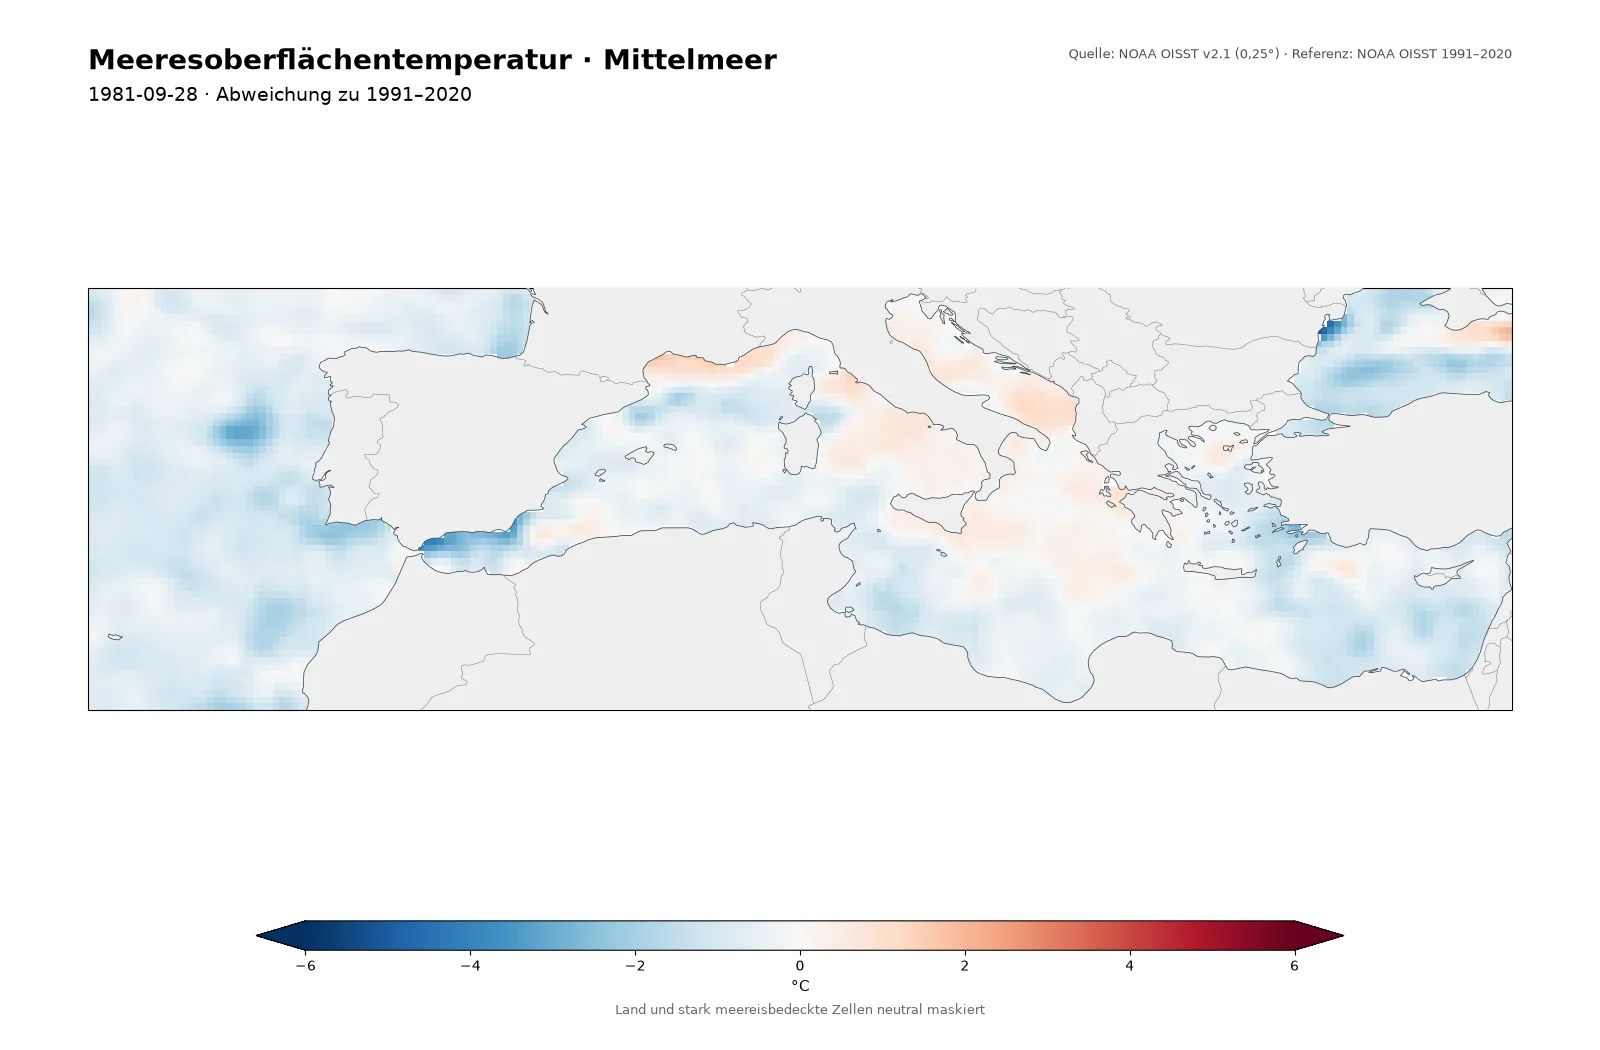 Meeresoberflächentemperatur · Mittelmeer
Quelle: NOAA OISST v2.1 (0,25°) · Referenz: NOAA OISST 1991–2020
1981-09-28 · Abweichung zu 1991–2020
−6 −4 −2 0 2 4 6
°C
Land und stark meereisbedeckte Zellen neutral maskiert